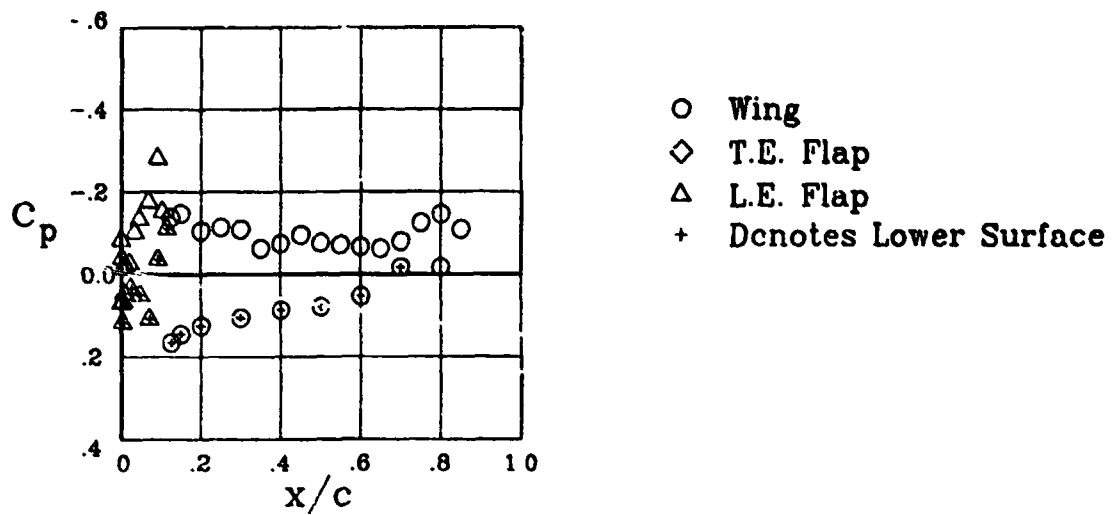 -.6
-.4
-.2
0.0
.2
.4
Cp
0 .2 .4 .6 .8 1 0
x/c
Wing
T.E. Flap
L.E. Flap
+ Denotes Lower Surface